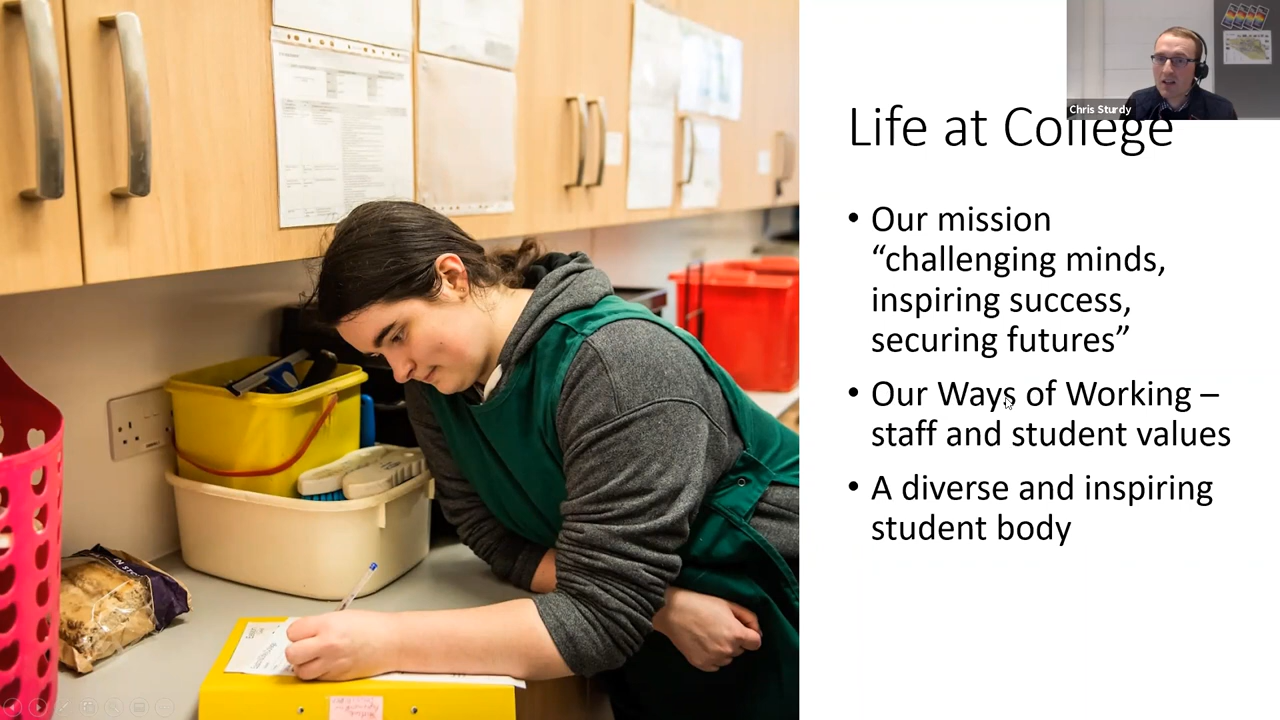 Chris Sturdy
Life at College
• Our mission
“challenging minds,
inspiring success,
securing futures”
• Our Ways of Working –
staff and student values
• A diverse and inspiring
student body